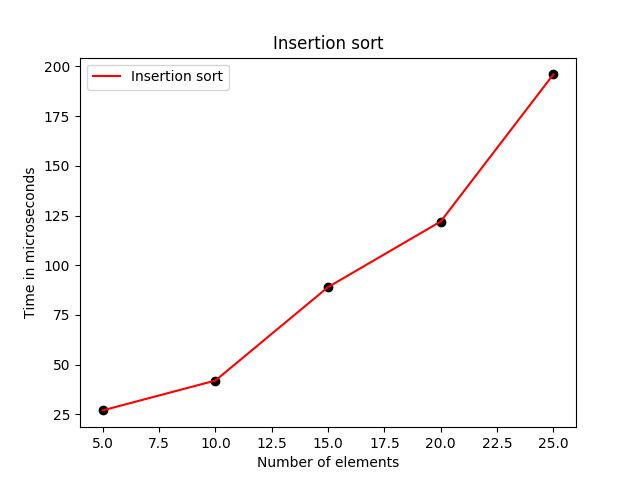 Insertion sort
Insertion sort
200
175
150
125
100
75
50
25
Time in microseconds
5.0 7.5 10.0 12.5 15.0 17.5 20.0 22.5 25.0
Number of elements